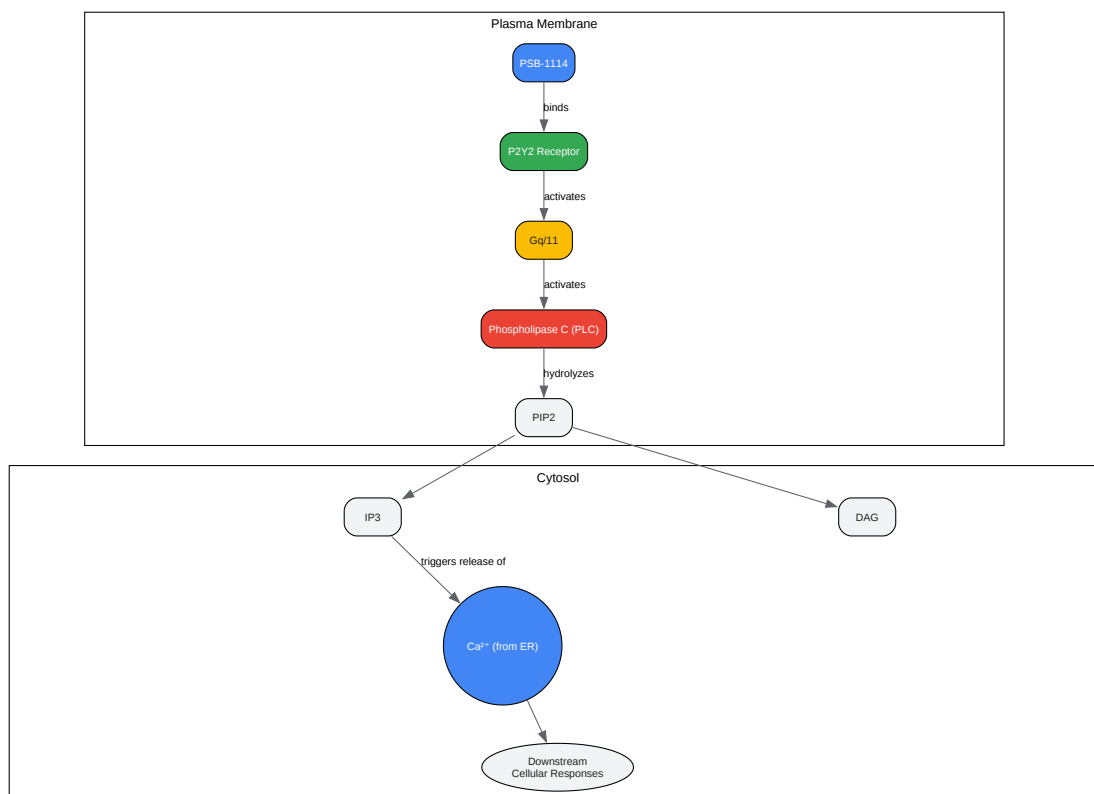 Plasma Membrane
PSB-1114
binds
P2Y2 Receptor
activates
Gq/11
activates
Phospholipase C (PLC)
hydrolyzes
PIP2
Cytosol
IP3
DAG
triggers release of
Ca²⁺ (from ER)
Downstream
Cellular Responses